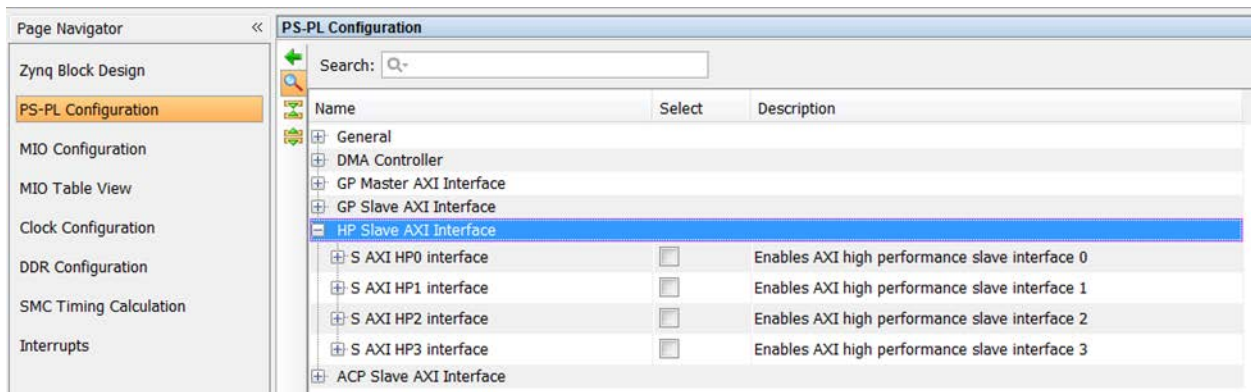 Page Navigator «
Zynq Block Design
PS-PL Configuration
MIO Configuration
MIO Table View
Clock Configuration
DDR Configuration
SMC Timing Calculation
Interrupts
PS-PL Configuration
Search:
Name Select Description
General
DMA Controller
GP Master AXI Interface
GP Slave AXI Interface
HP Slave AXI Interface
S AXI HP0 interface Enables AXI high performance slave interface 0
S AXI HP1 interface Enables AXI high performance slave interface 1
S AXI HP2 interface Enables AXI high performance slave interface 2
S AXI HP3 interface Enables AXI high performance slave interface 3
ACP Slave AXI Interface